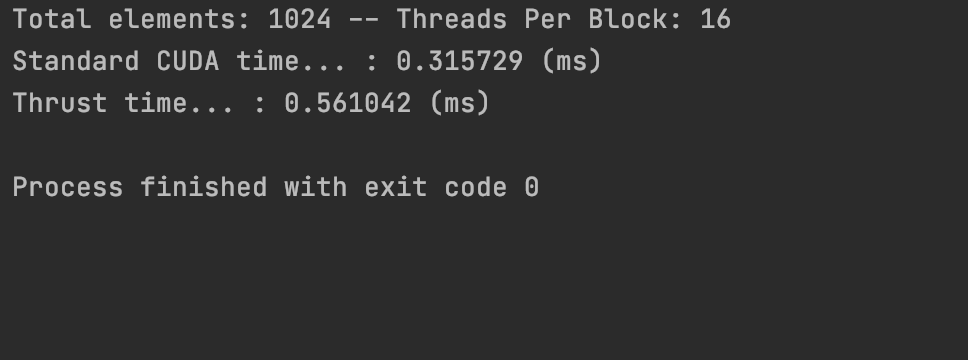 Total elements: 1024 -- Threads Per Block: 16
Standard CUDA time... : 0.315729 (ms)
Thrust time... : 0.561042 (ms)
Process finished with exit code 0